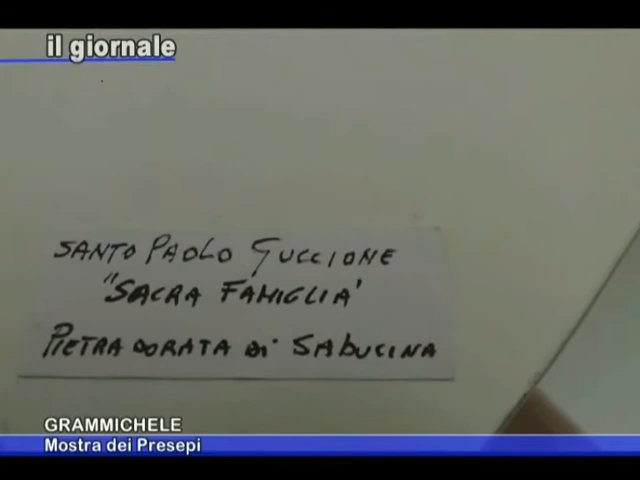 il giornale
SANTO PAOLO GUCCIONE
"SACRA FAMIGLIA"
PIETRA DORATA DI SABUCINA
GRAMMICHELE
Mostra dei Presepi